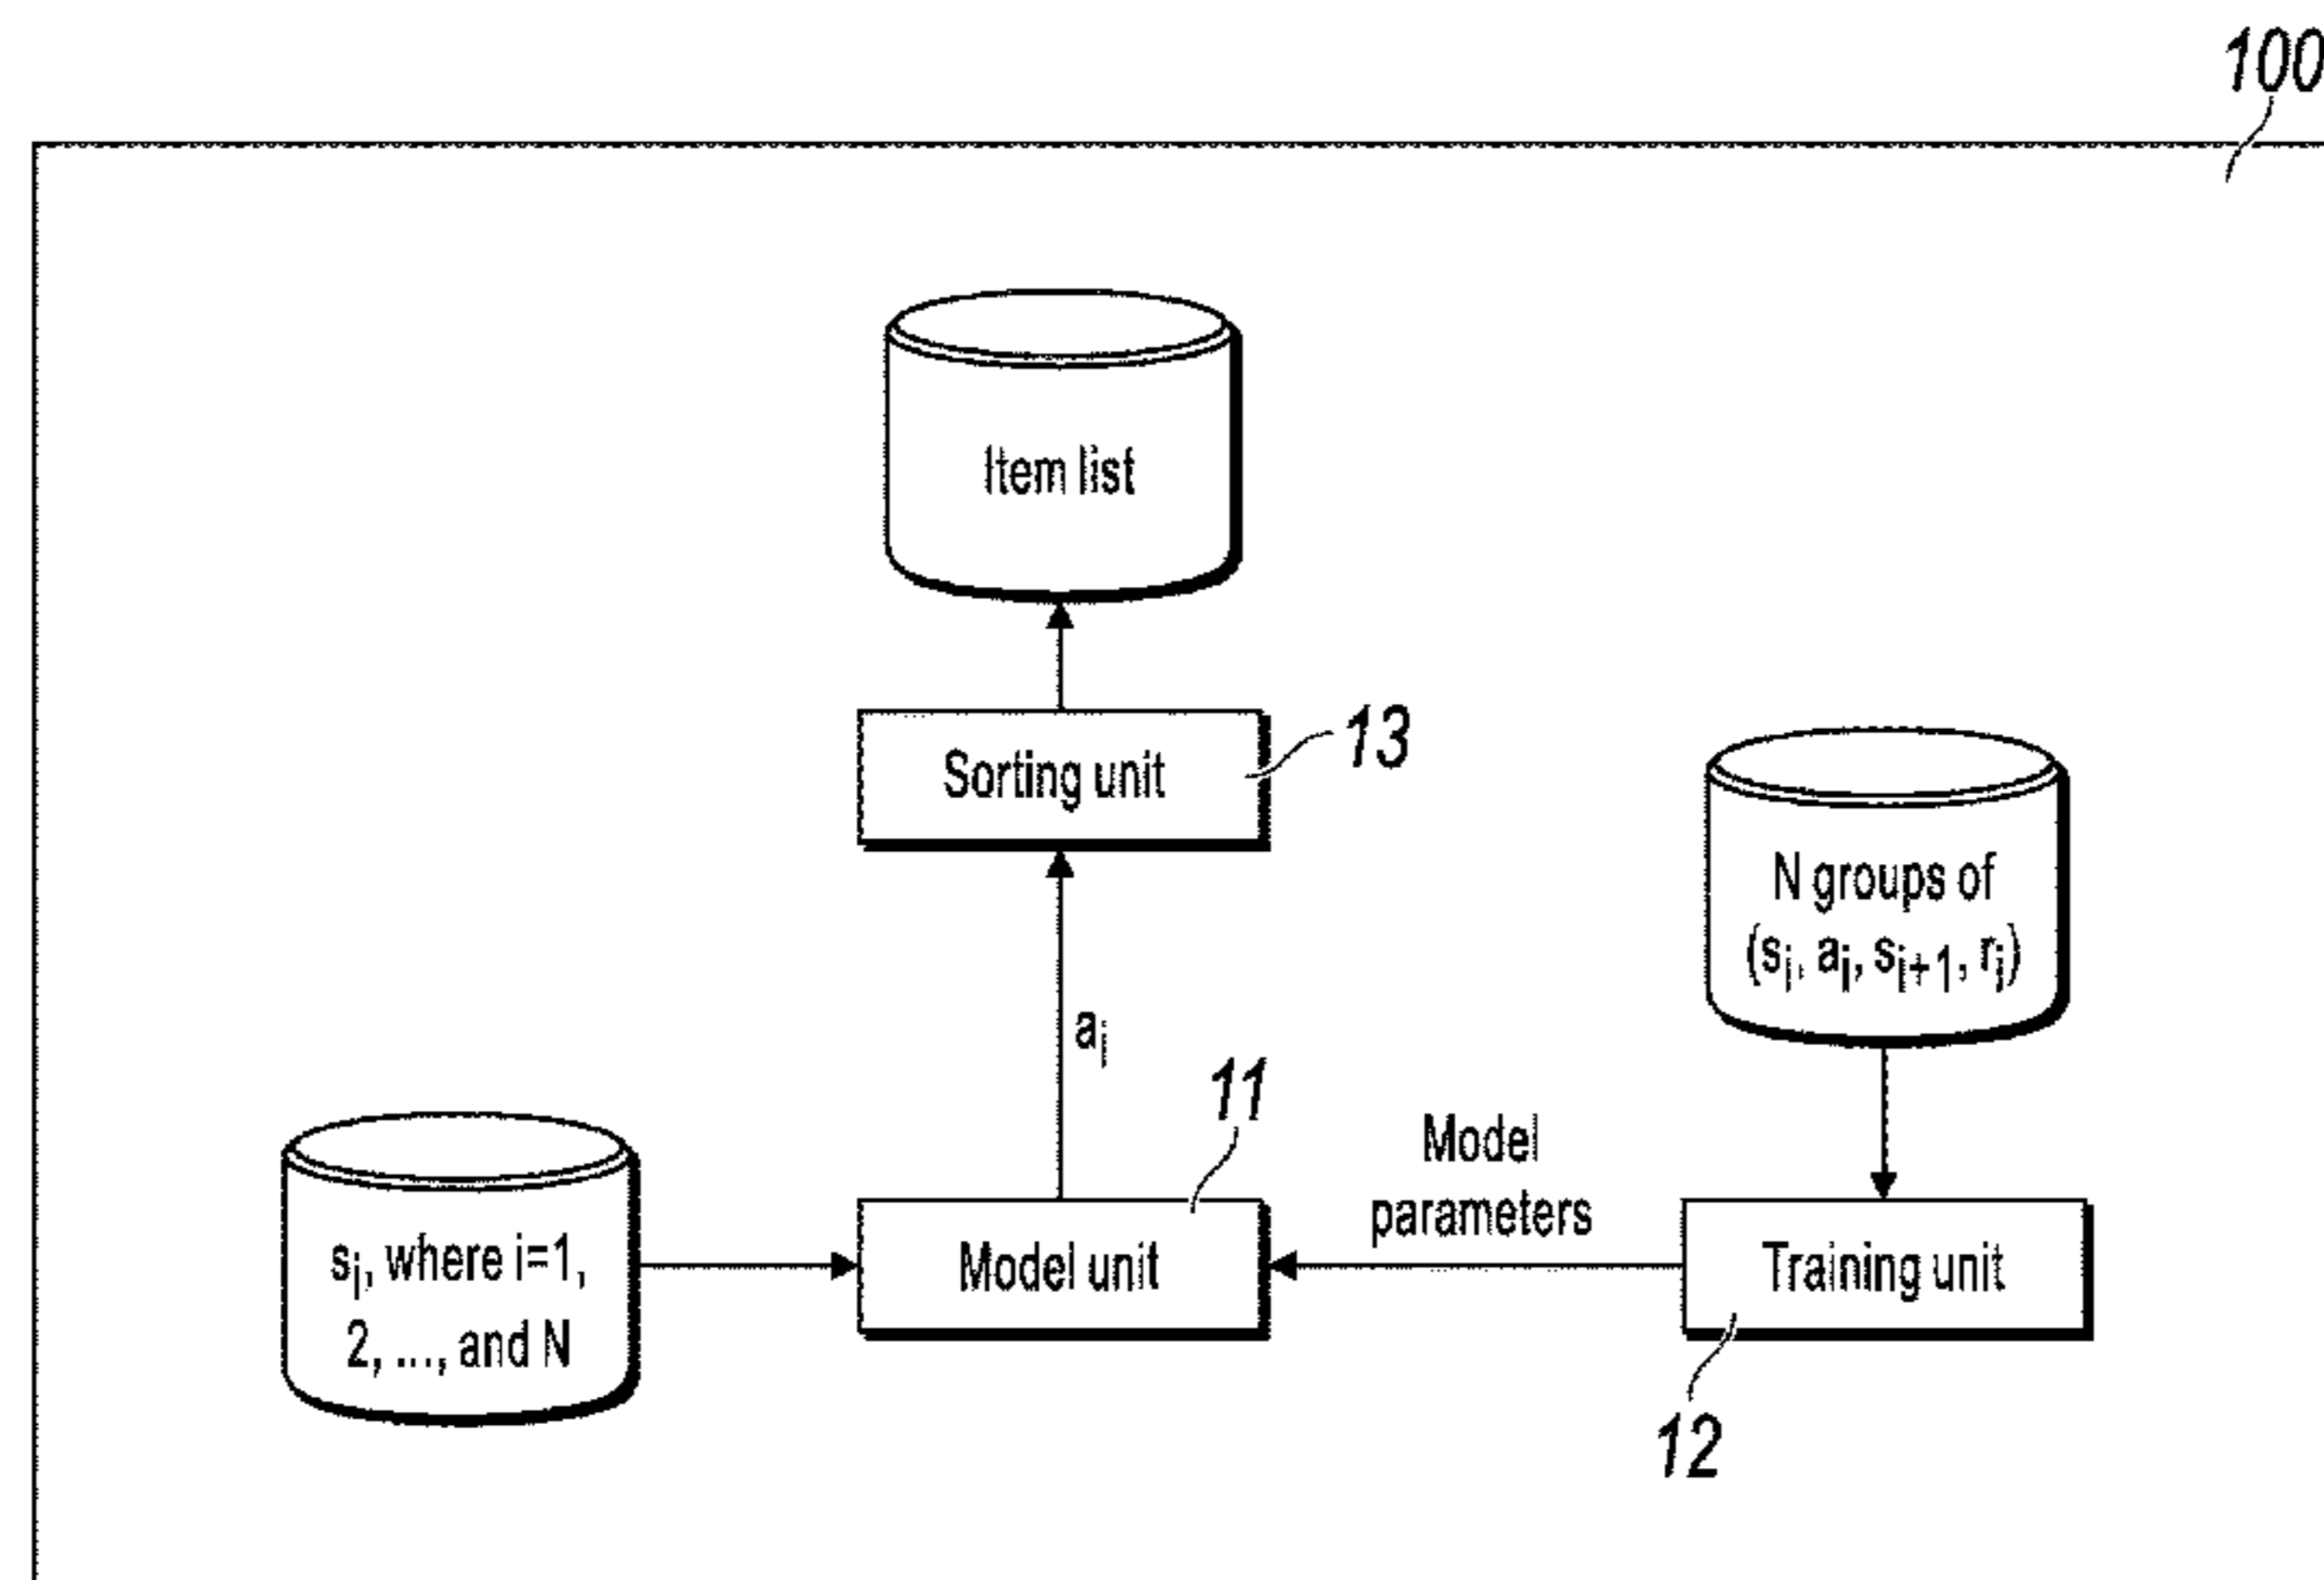 100
Item list
Sorting unit
13
N groups of
(sᵢ, aᵢ, sᵢ₊₁, rᵢ)
aᵢ
11
Model
parameters
sᵢ, where i=1,
2, ..., and N
Model unit
Training unit
12